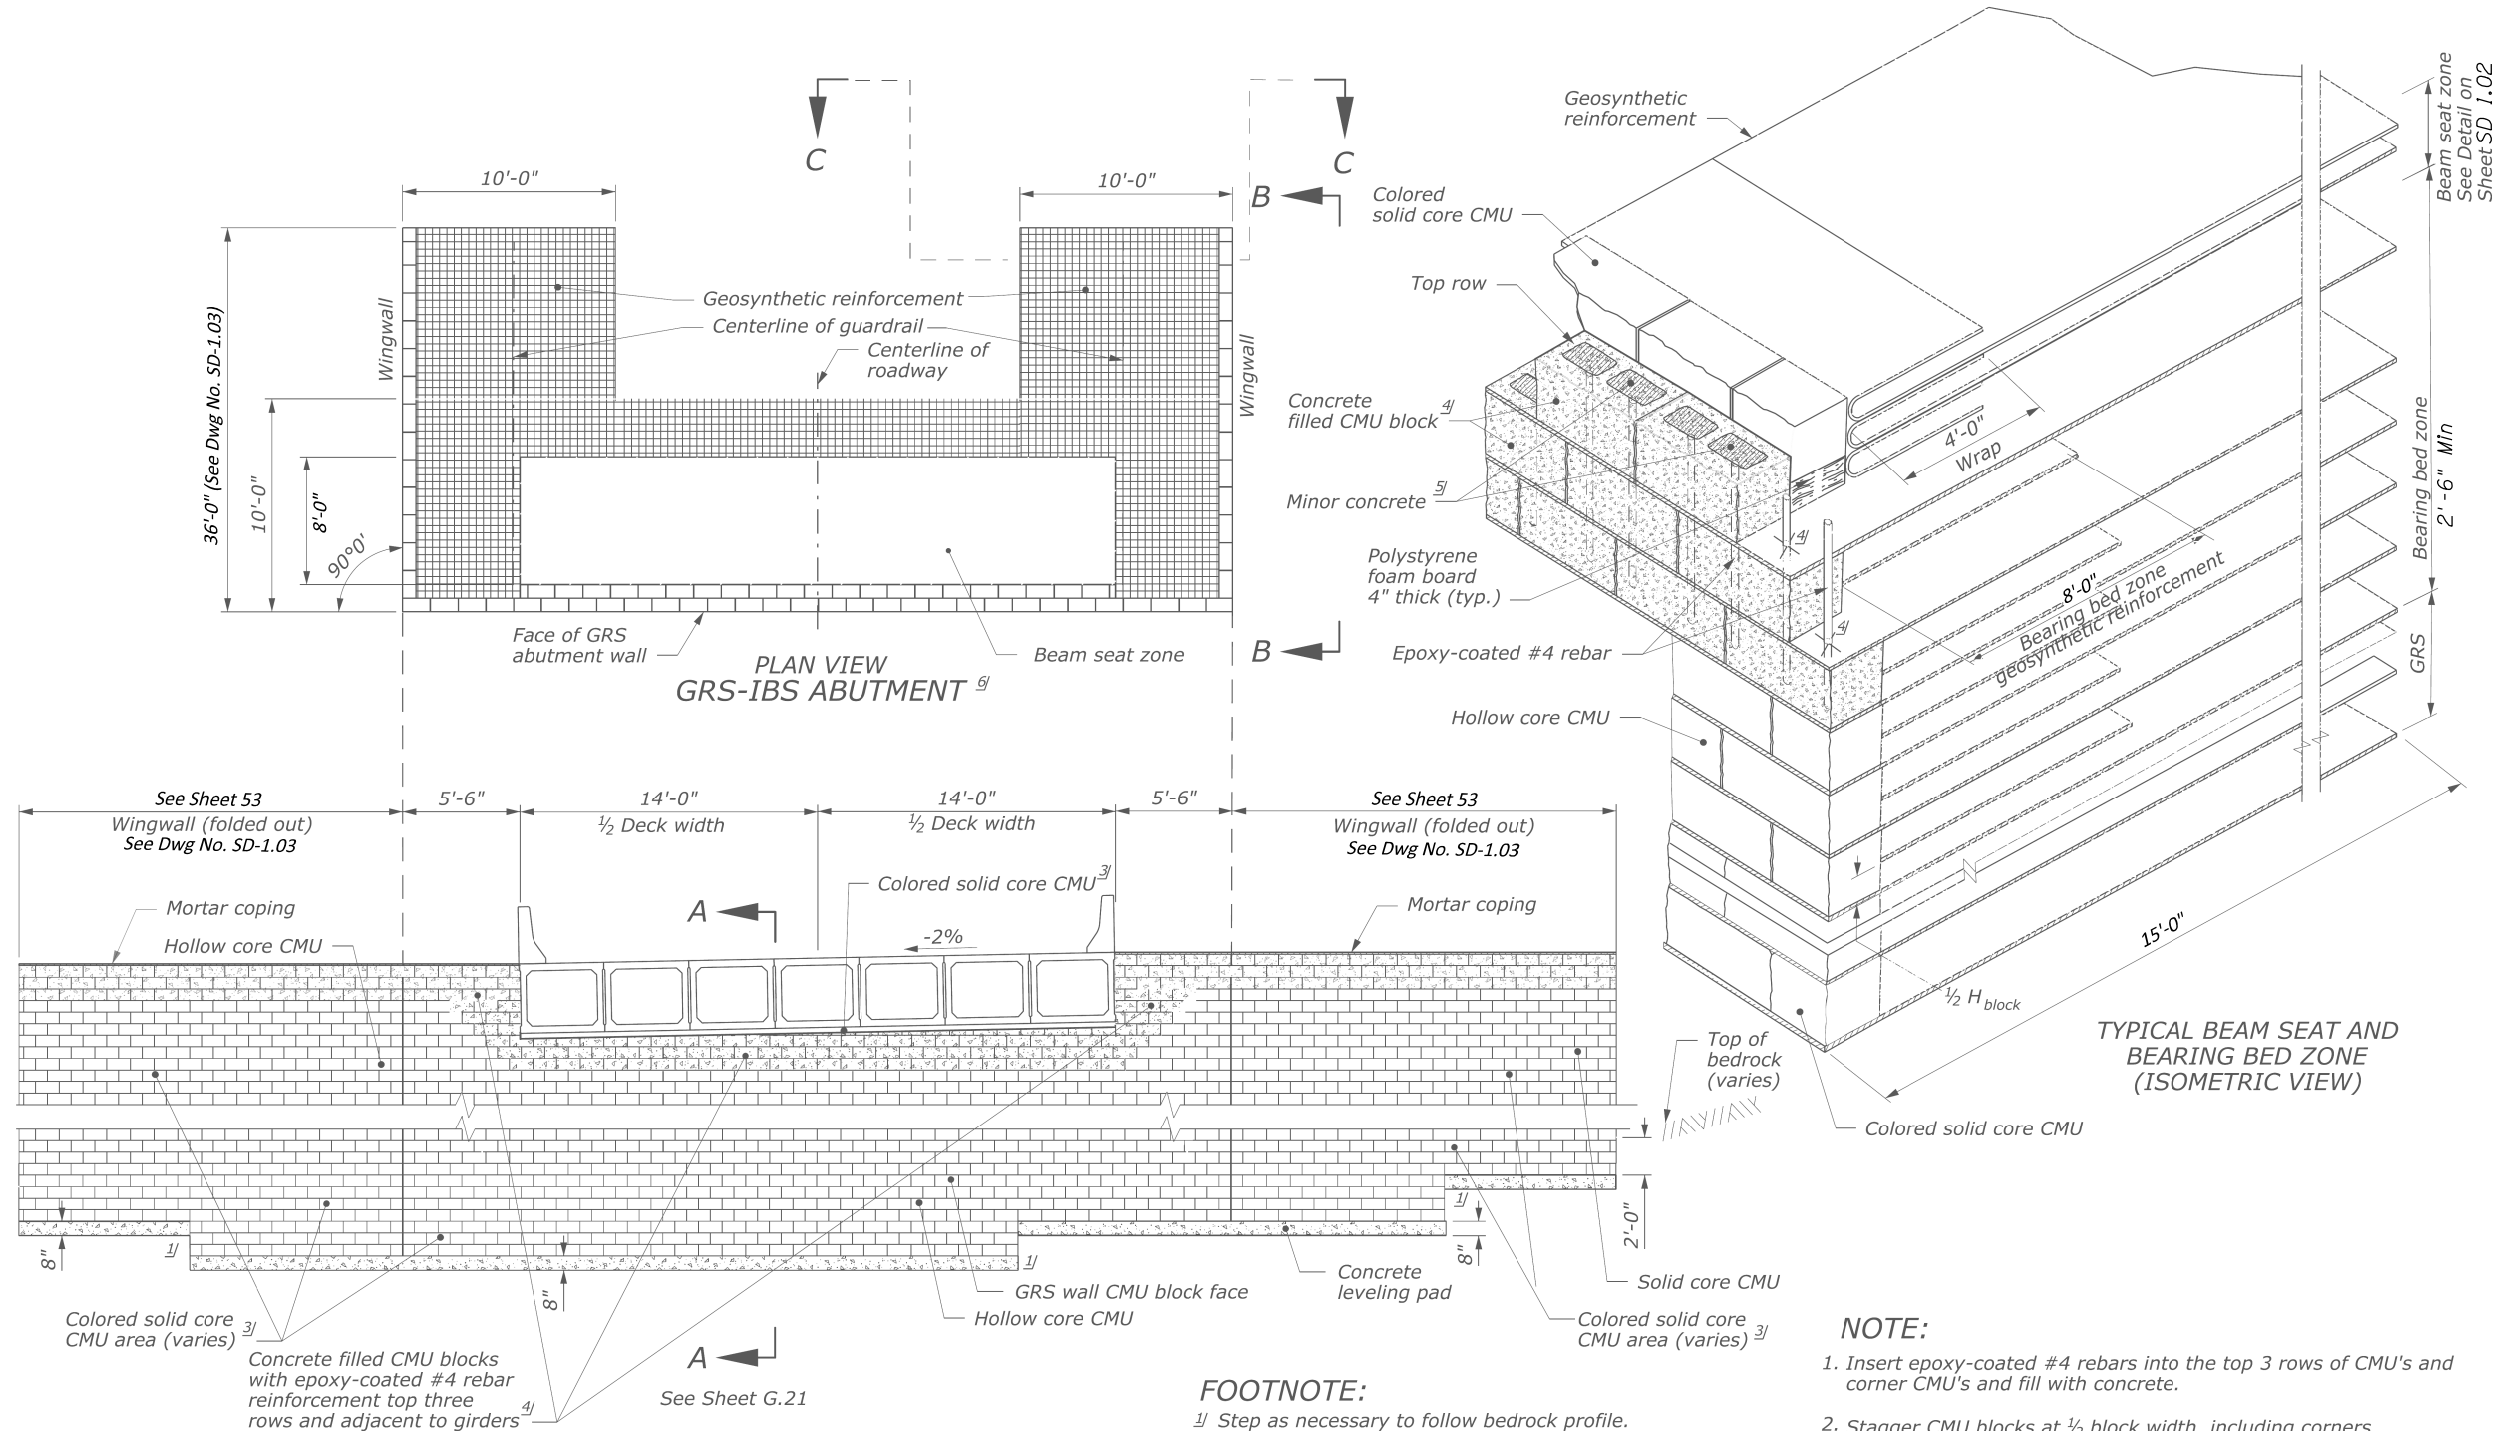 C
C
10'-0"
10'-0"
B
36'-0" (See Dwg No. SD-1.03)
10'-0"
8'-0"
90°0'
Wingwall
Wingwall
Geosynthetic reinforcement
Centerline of guardrail
Centerline of
roadway
Face of GRS
abutment wall
Beam seat zone
B
PLAN VIEW
GRS-IBS ABUTMENT 6/
Geosynthetic
reinforcement
Colored
solid core CMU
Top row
Concrete
filled CMU block 4/
Minor concrete 5/
Polystyrene
foam board
4" thick (typ.)
Epoxy-coated #4 rebar
Hollow core CMU
4/
4/
4'-0"
Wrap
8'-0"
Bearing bed zone
geosynthetic reinforcement
Beam seat zone
See Detail on
Sheet SD 1.02
Bearing bed zone
2'-6" Min
GRS
15'-0"
½ H block
Colored solid core CMU
TYPICAL BEAM SEAT AND
BEARING BED ZONE
(ISOMETRIC VIEW)
See Sheet 53
Wingwall (folded out)
See Dwg No. SD-1.03
5'-6"
14'-0"
½ Deck width
14'-0"
½ Deck width
5'-6"
See Sheet 53
Wingwall (folded out)
See Dwg No. SD-1.03
Mortar coping
Hollow core CMU
A
Colored solid core CMU 3/
-2%
Mortar coping
Top of
bedrock
(varies)
8"
1/
8"
1/
1/
8"
2'-0"
Concrete
leveling pad
Solid core CMU
GRS wall CMU block face
Hollow core CMU
Colored solid core
CMU area (varies) 3/
Colored solid core
CMU area (varies) 3/
Concrete filled CMU blocks
with epoxy-coated #4 rebar
reinforcement top three
rows and adjacent to girders 4/
A
See Sheet G.21
FOOTNOTE:
1/ Step as necessary to follow bedrock profile.
NOTE:
1. Insert epoxy-coated #4 rebars into the top 3 rows of CMU's and
corner CMU's and fill with concrete.
2. Stagger CMU blocks at ½ block width, including corners